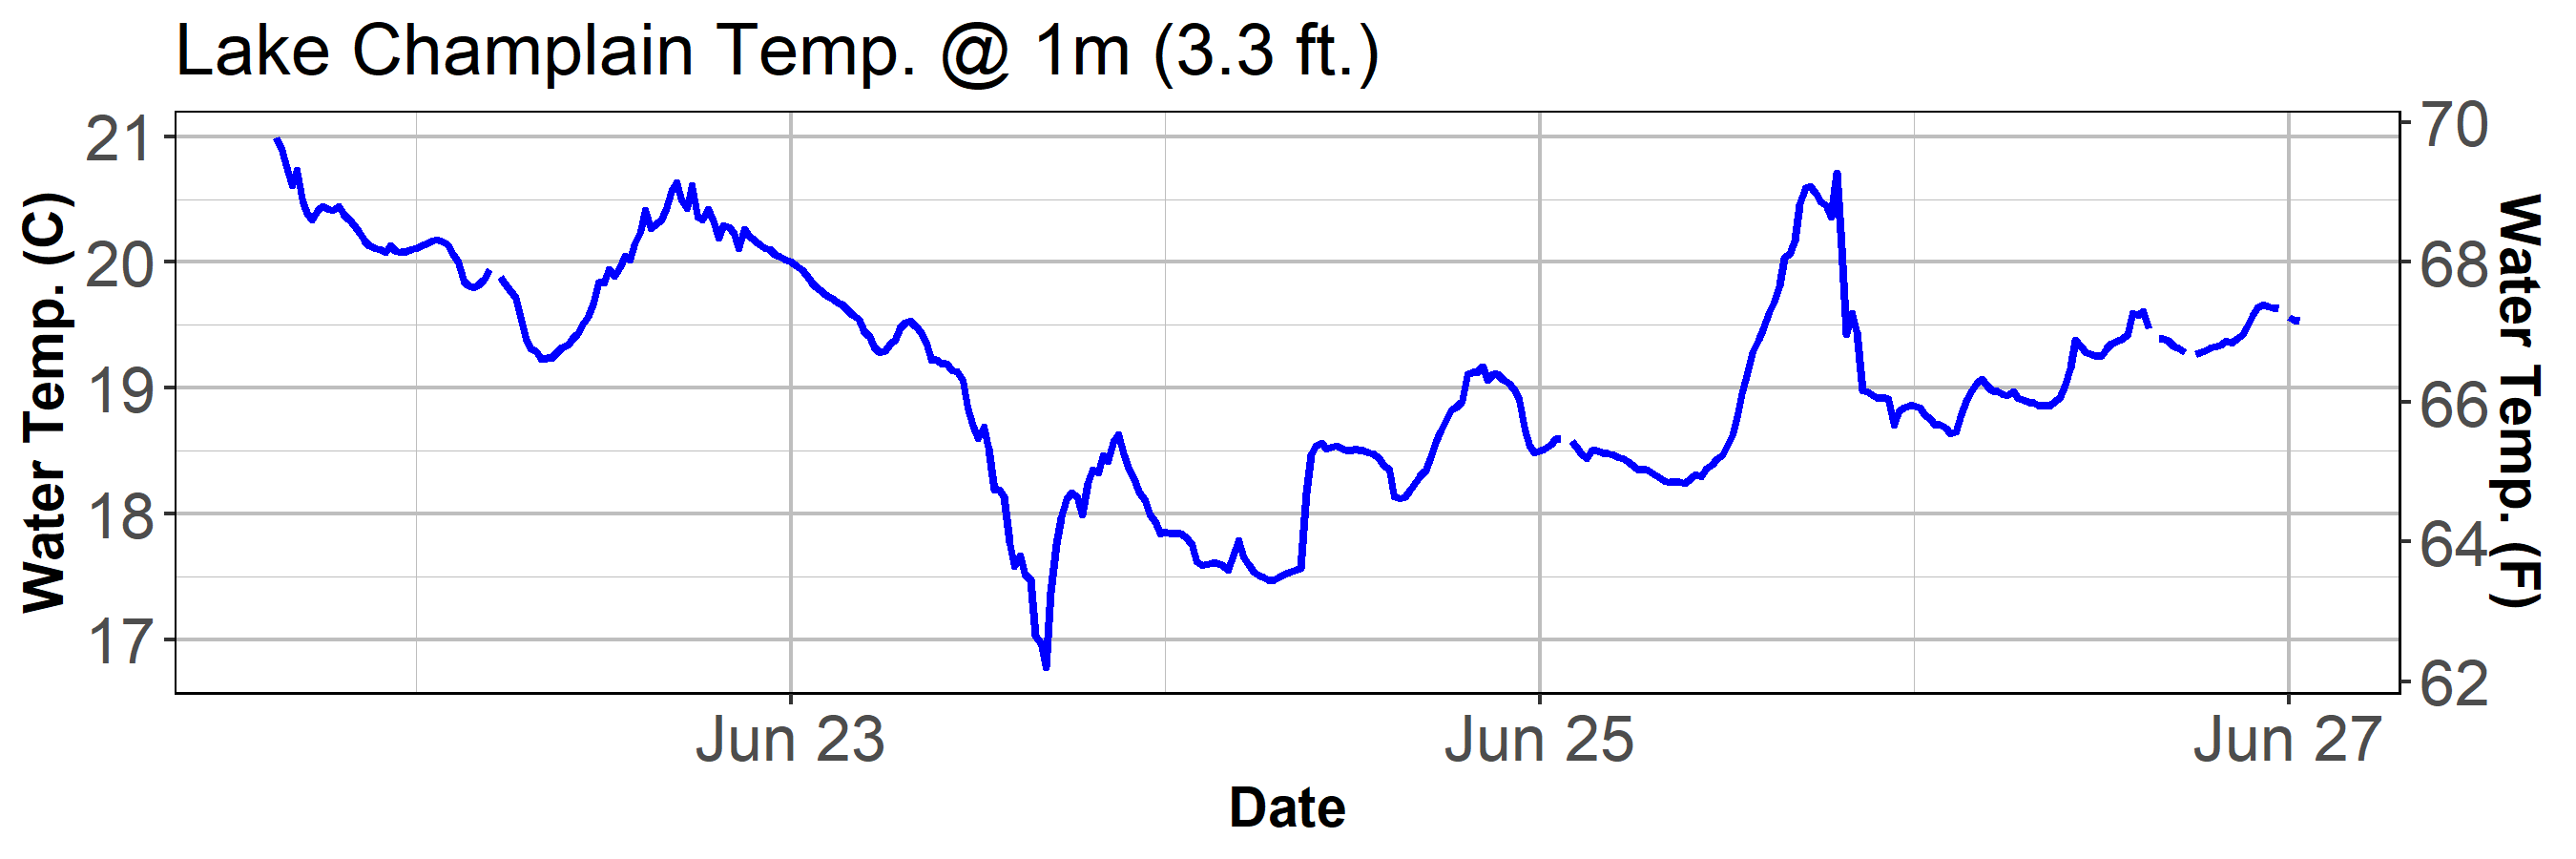 Lake Champlain Temp. @ 1m (3.3 ft.)
Water Temp. (C)
21
20
19
18
17
70
68
66
64
62
Water Temp. (F)
Jun 23
Jun 25
Jun 27
Date